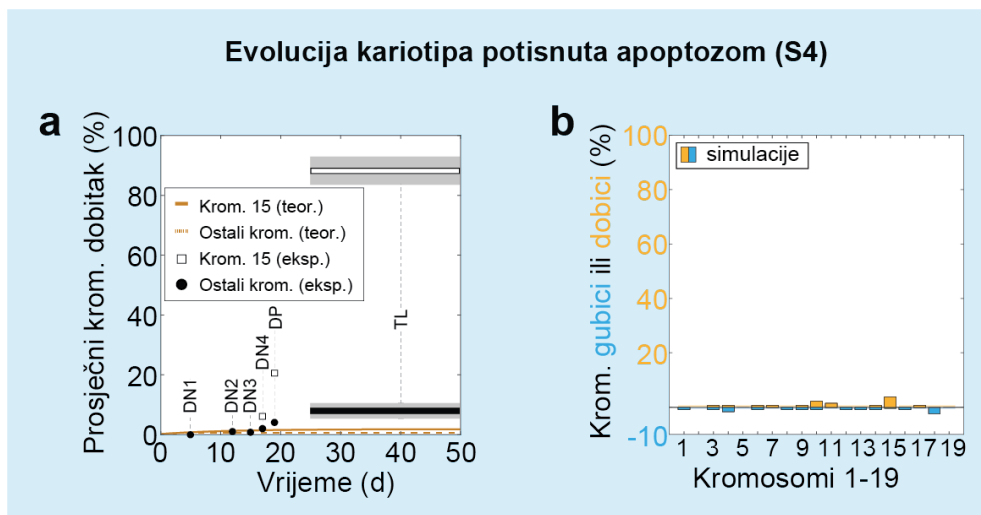 Evolucija kariotipa potisnuta apoptozom (S4)
a
Prosječni krom. dobitak (%)
100
80
60
40
20
0
Krom. 15 (teor.)
Ostali krom. (teor.)
Krom. 15 (eksp.)
Ostali krom. (eksp.)
DN1
DN2
DN3
DN4
DP
TL
0 10 20 30 40 50
Vrijeme (d)
b
Krom. gubici ili dobici (%)
100
80
60
40
20
-10
simulacije
1 3 5 7 9 11 13 15 17 19
Kromosomi 1-19